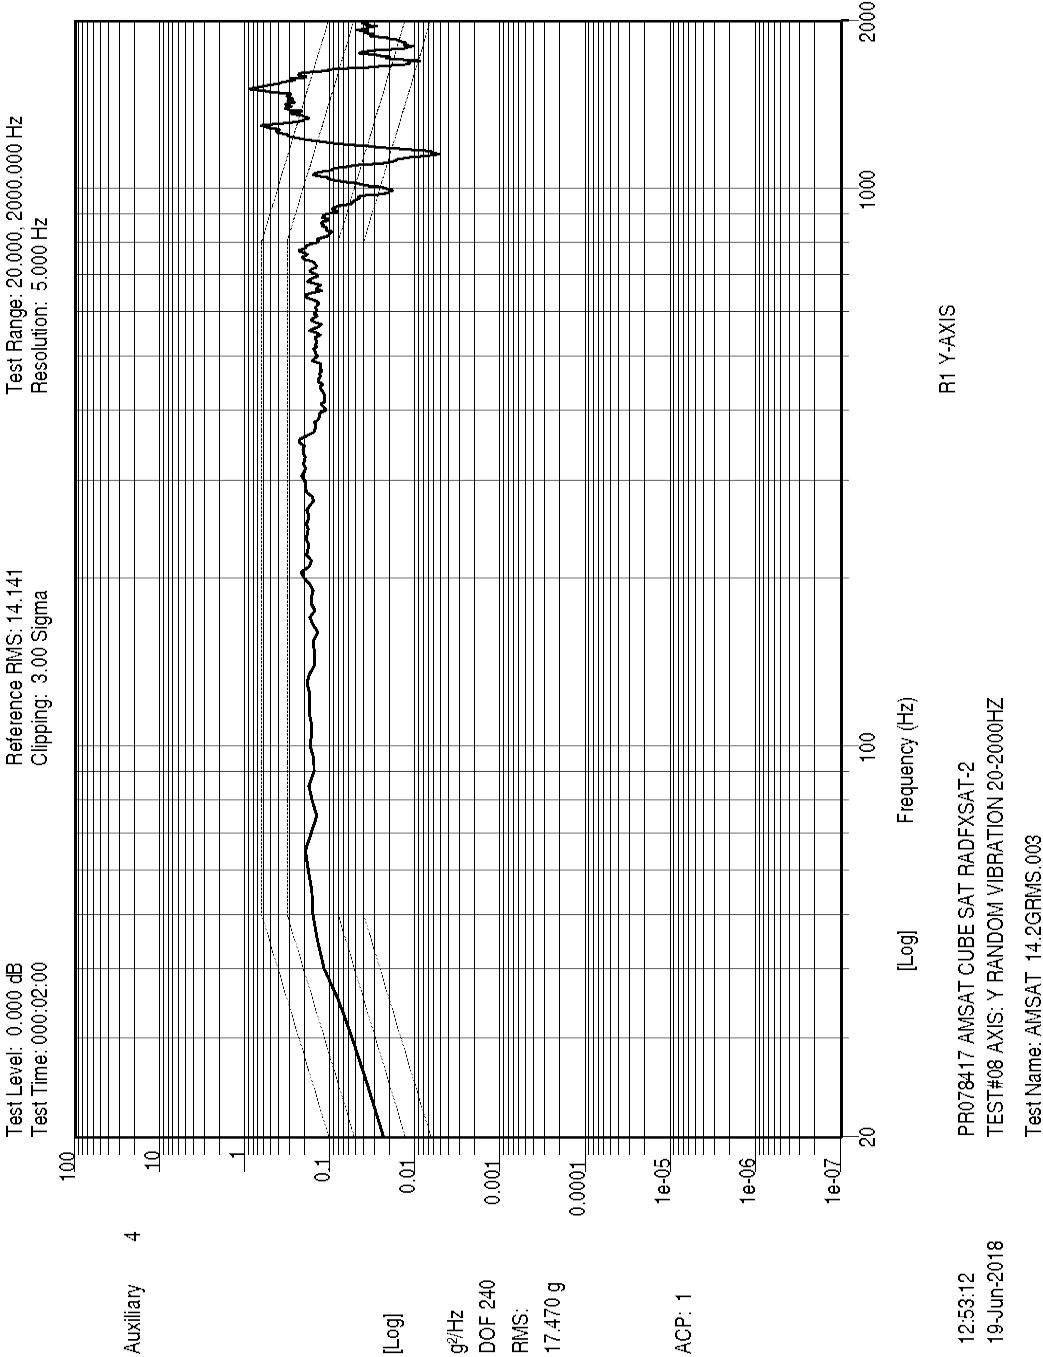 Test Level:  0.000 dB
Test Time: 000:02:00
Reference RMS: 14.141
Clipping:  3.00 Sigma
Test Range: 20.000, 2000.000 Hz
Resolution:  5.000 Hz
Auxiliary  4
[Log]
g²/Hz
DOF 240
RMS:
17.470 g
ACP: 1
100
10
1
0.1
0.01
0.001
0.0001
1e-05
1e-06
1e-07
20
100
1000
2000
[Log]
Frequency (Hz)
R1 Y-AXIS
12:53:12
19-Jun-2018
PR078417 AMSAT CUBE SAT RADFXSAT-2
TEST#08 AXIS: Y RANDOM VIBRATION 20-2000HZ
Test Name: AMSAT  14.2GRMS.003